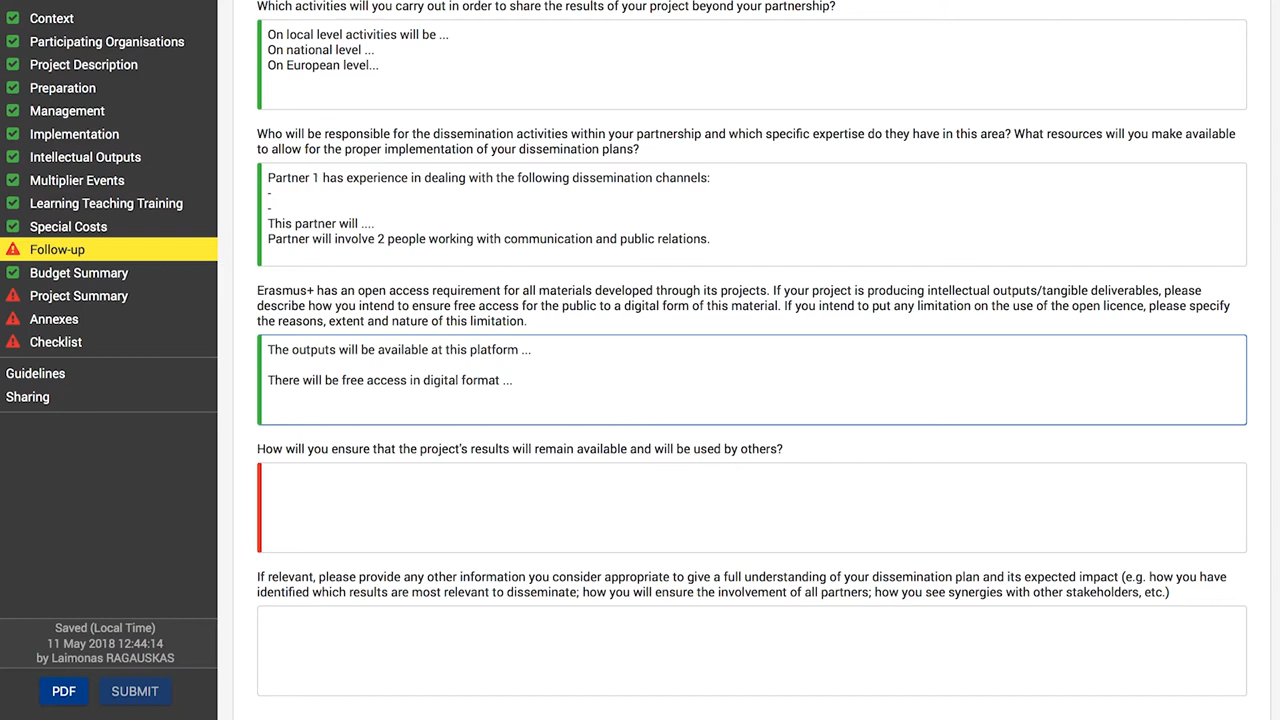 Context
Participating Organisations
Project Description
Preparation
Management
Implementation
Intellectual Outputs
Multiplier Events
Learning Teaching Training
Special Costs
Follow-up
Budget Summary
Project Summary
Annexes
Checklist
Guidelines
Sharing
Saved (Local Time)
11 May 2018 12:44:14
by Laimonas RAGAUSKAS
PDF
SUBMIT
Which activities will you carry out in order to share the results of your project beyond your partnership?
On local level activities will be ...
On national level ...
On European level...
Who will be responsible for the dissemination activities within your partnership and which specific expertise do they have in this area? What resources will you make available
to allow for the proper implementation of your dissemination plans?
Partner 1 has experience in dealing with the following dissemination channels:
-
-
This partner will ....
Partner will involve 2 people working with communication and public relations.
Erasmus+ has an open access requirement for all materials developed through its projects. If your project is producing intellectual outputs/tangible deliverables, please
describe how you intend to ensure free access for the public to a digital form of this material. If you intend to put any limitation on the use of the open licence, please specify
the reasons, extent and nature of this limitation.
The outputs will be available at this platform ...
There will be free access in digital format ...
How will you ensure that the project's results will remain available and will be used by others?
If relevant, please provide any other information you consider appropriate to give a full understanding of your dissemination plan and its expected impact (e.g. how you have
identified which results are most relevant to disseminate; how you will ensure the involvement of all partners; how you see synergies with other stakeholders, etc.)